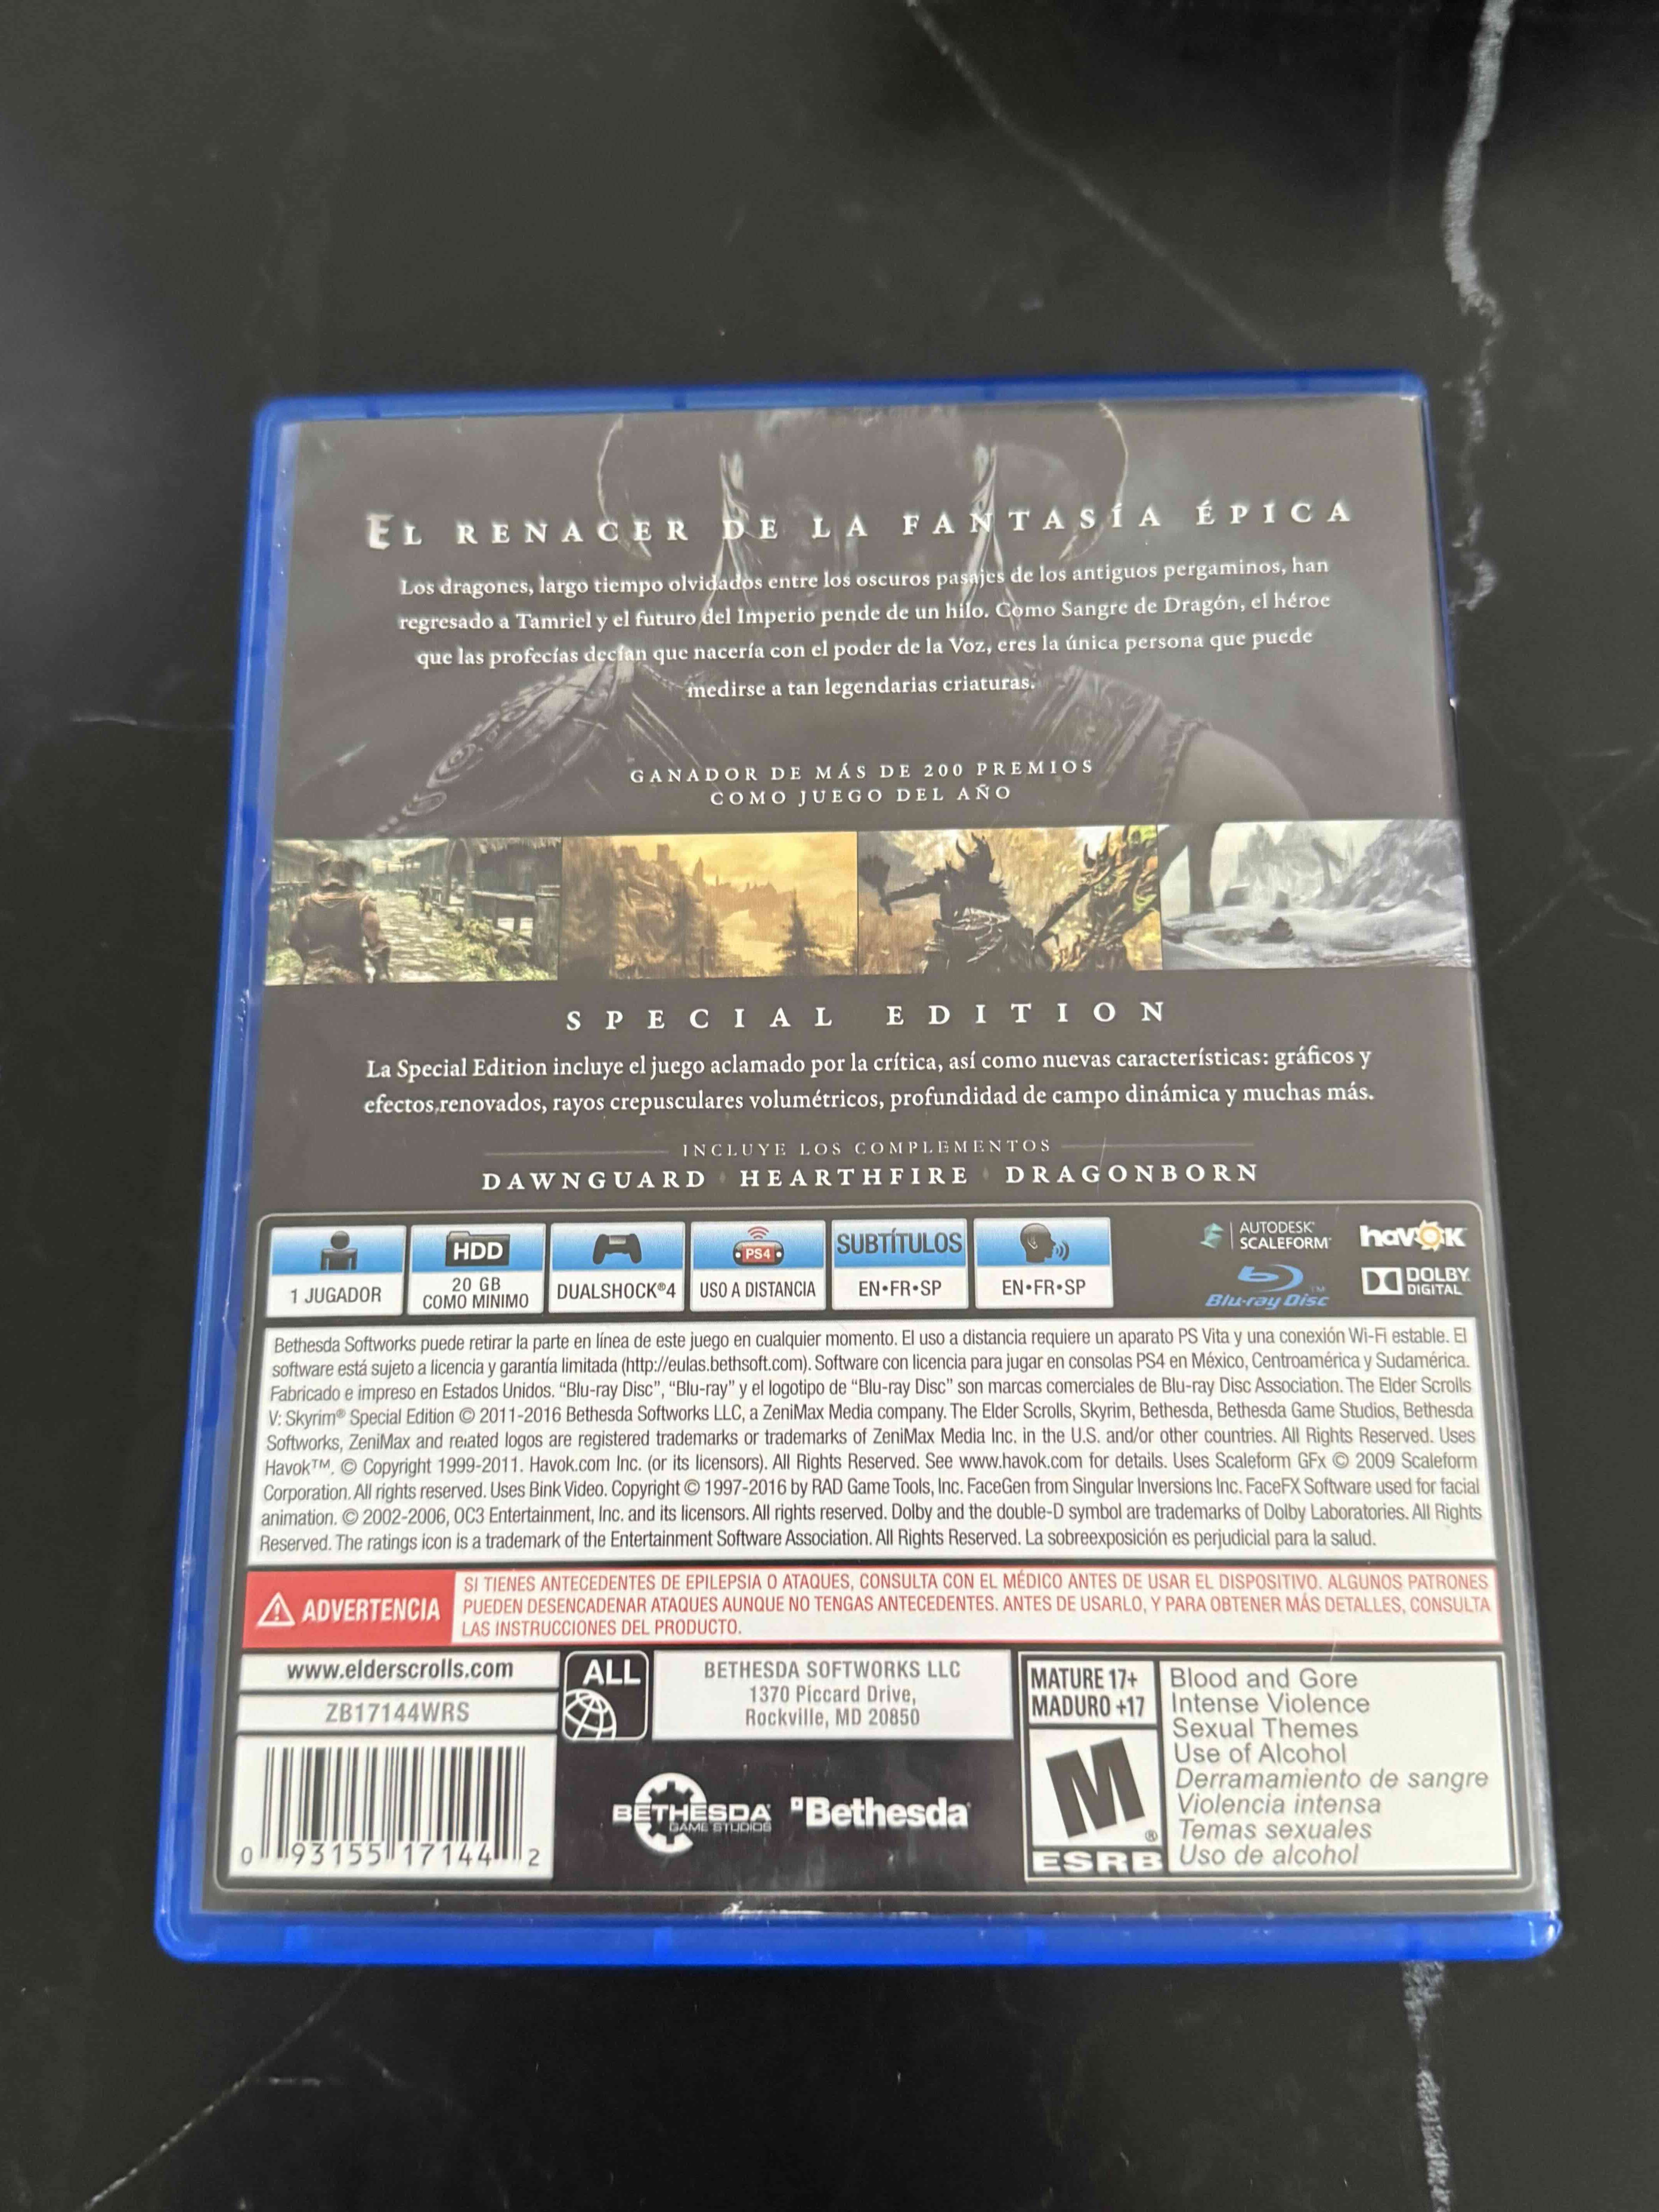 EL RENACER DE LA FANTASÍA ÉPICA
Los dragones, largo tiempo olvidados entre los oscuros pasajes de los antiguos pergaminos, han
regresado a Tamriel y el futuro del Imperio pende de un hilo. Como Sangre de Dragón, el héroe
que las profecías decían que nacería con el poder de la Voz, eres la única persona que puede
medirse a tan legendarias criaturas.
GANADOR DE MÁS DE 200 PREMIOS
COMO JUEGO DEL AÑO
SPECIAL EDITION
La Special Edition incluye el juego aclamado por la crítica, así como nuevas características: gráficos y
efectos renovados, rayos crepusculares volumétricos, profundidad de campo dinámica y muchas más.
INCLUYE LOS COMPLEMENTOS
DAWNGUARD HEARTHFIRE DRAGONBORN
1 JUGADOR
HDD
20 GB
COMO MINIMO
DUALSHOCK®4
PS4
USO A DISTANCIA
SUBTÍTULOS
EN•FR•SP
EN•FR•SP
AUTODESK®
SCALEFORM®
havok
Blu-ray Disc™
DOLBY
DIGITAL
Bethesda Softworks puede retirar la parte en línea de este juego en cualquier momento. El uso a distancia requiere un aparato PS Vita y una conexión Wi-Fi estable. El
software está sujeto a licencia y garantía limitada (http://eulas.bethsoft.com). Software con licencia para jugar en consolas PS4 en México, Centroamérica y Sudamérica.
Fabricado e impreso en Estados Unidos. “Blu-ray Disc”, “Blu-ray” y el logotipo de “Blu-ray Disc” son marcas comerciales de Blu-ray Disc Association. The Elder Scrolls
V: Skyrim® Special Edition © 2011-2016 Bethesda Softworks LLC, a ZeniMax Media company. The Elder Scrolls, Skyrim, Bethesda, Bethesda Game Studios, Bethesda
Softworks, ZeniMax and related logos are registered trademarks or trademarks of ZeniMax Media Inc. in the U.S. and/or other countries. All Rights Reserved. Uses
Havok™. © Copyright 1999-2011. Havok.com Inc. (or its licensors). All Rights Reserved. See www.havok.com for details. Uses Scaleform GFx © 2009 Scaleform
Corporation. All rights reserved. Uses Bink Video. Copyright © 1997-2016 by RAD Game Tools, Inc. FaceGen from Singular Inversions Inc. FaceFX Software used for facial
animation. © 2002-2006, OC3 Entertainment, Inc. and its licensors. All rights reserved. Dolby and the double-D symbol are trademarks of Dolby Laboratories. All Rights
Reserved. The ratings icon is a trademark of the Entertainment Software Association. All Rights Reserved. La sobreexposición es perjudicial para la salud.
ADVERTENCIA
SI TIENES ANTECEDENTES DE EPILEPSIA O ATAQUES, CONSULTA CON EL MÉDICO ANTES DE USAR EL DISPOSITIVO. ALGUNOS PATRONES
PUEDEN DESENCADENAR ATAQUES AUNQUE NO TENGAS ANTECEDENTES. ANTES DE USARLO, Y PARA OBTENER MÁS DETALLES, CONSULTA
LAS INSTRUCCIONES DEL PRODUCTO.
www.elderscrolls.com
ZB17144WRS
0 93155 17144 2
ALL
BETHESDA SOFTWORKS LLC
1370 Piccard Drive,
Rockville, MD 20850
BETHESDA
GAME STUDIOS
Bethesda
MATURE 17+
MADURO +17
M
®
ESRB
Blood and Gore
Intense Violence
Sexual Themes
Use of Alcohol
Derramamiento de sangre
Violencia intensa
Temas sexuales
Uso de alcohol